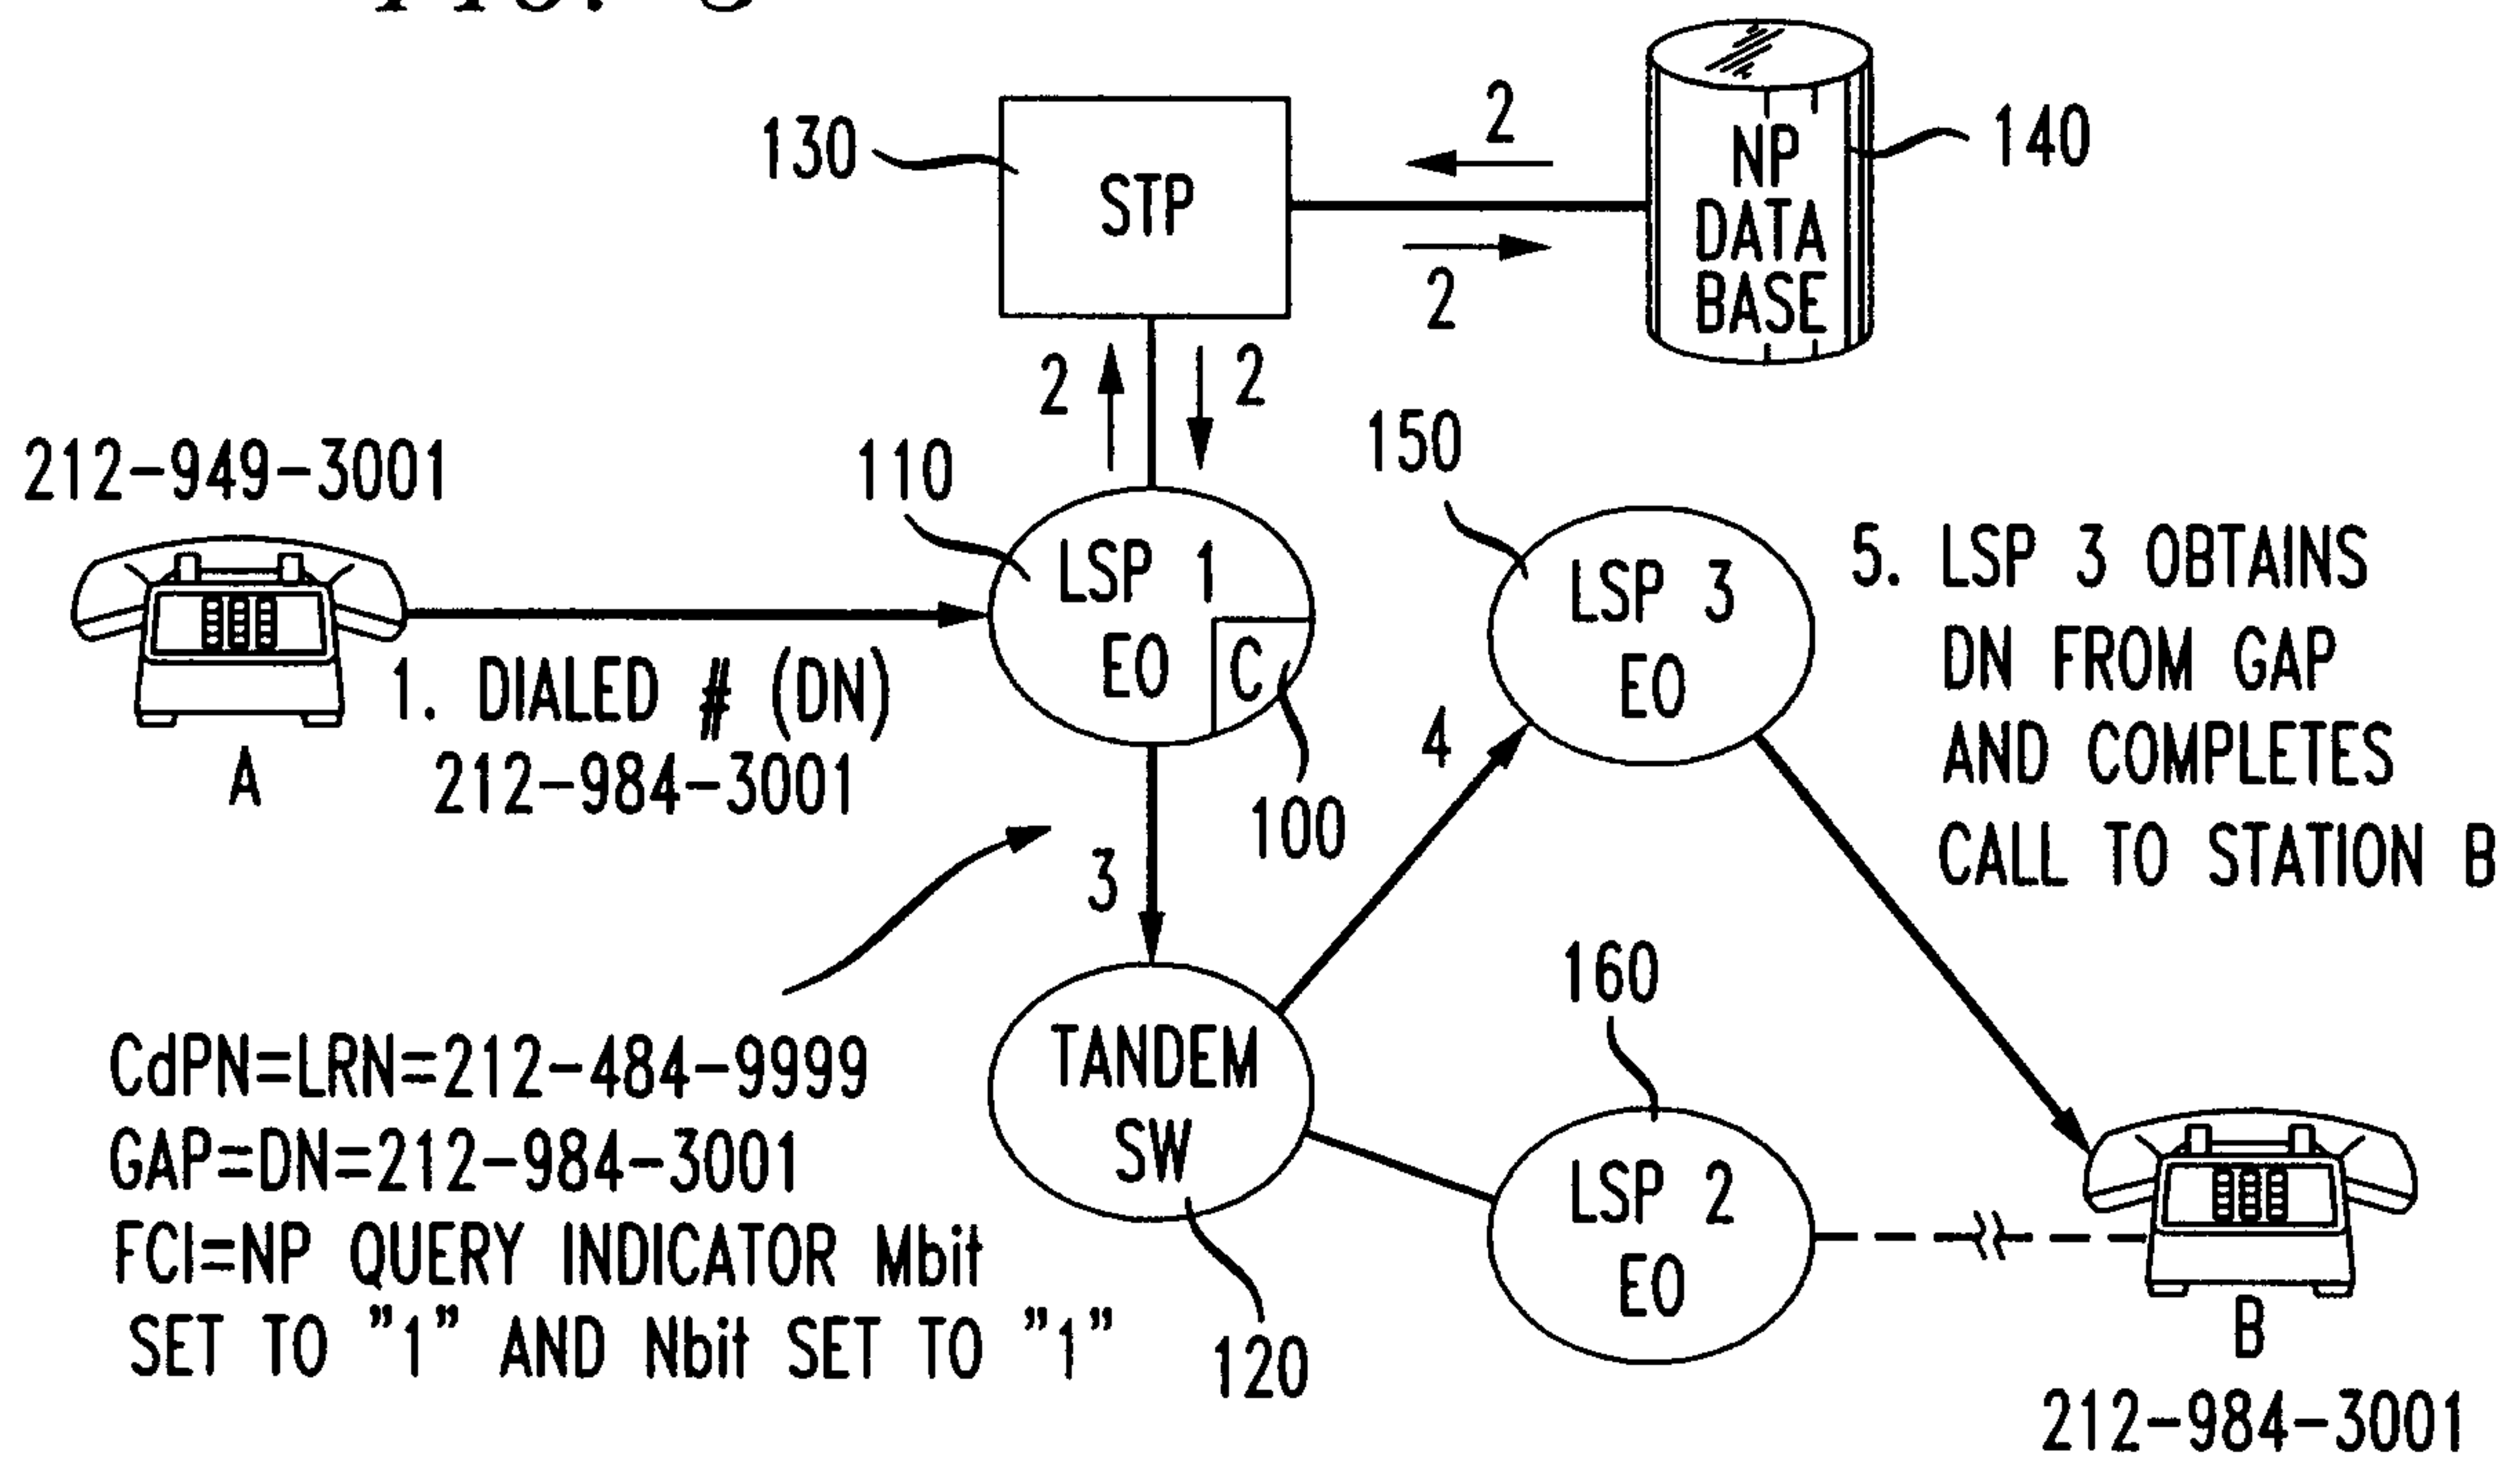 130
STP
2
2
NP
DATA
BASE
140
2
2
212-949-3001
110
LSP 1
EO
C
100
150
LSP 3
EO
A
1. DIALED # (DN)
212-984-3001
5. LSP 3 OBTAINS
DN FROM GAP
AND COMPLETES
CALL TO STATION B
3
4
CdPN=LRN=212-484-9999
GAP=DN=212-984-3001
FCI=NP QUERY INDICATOR Mbit
SET TO "1" AND Nbit SET TO "1"
TANDEM
SW
120
160
LSP 2
EO
B
212-984-3001